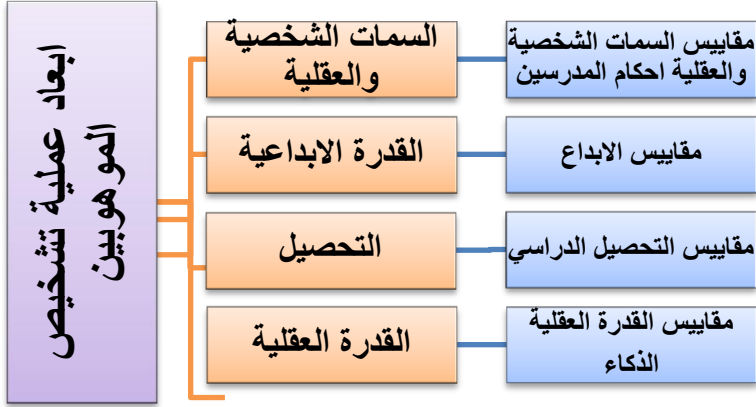 ابعاد عملية تشخيص
الموهوبين
السمات الشخصية
والعقلية
مقاييس السمات الشخصية
والعقلية احكام المدرسين
القدرة الابداعية
مقاييس الابداع
التحصيل
مقاييس التحصيل الدراسي
القدرة العقلية
مقاييس القدرة العقلية
الذكاء